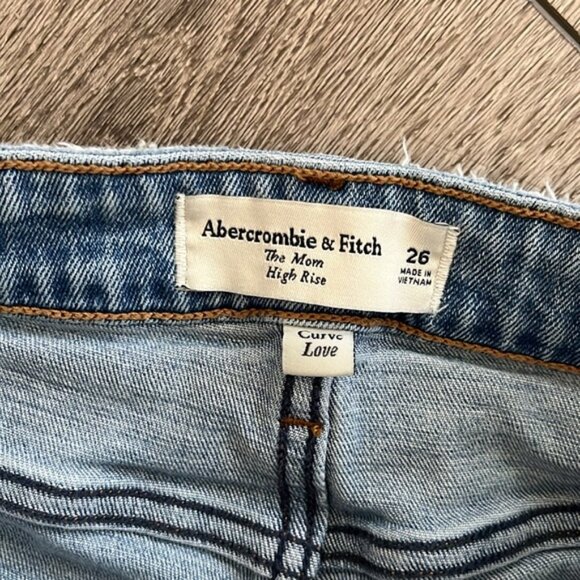 Abercrombie & Fitch
The Mom
High Rise
26
MADE IN
VIETNAM
Curve
Love